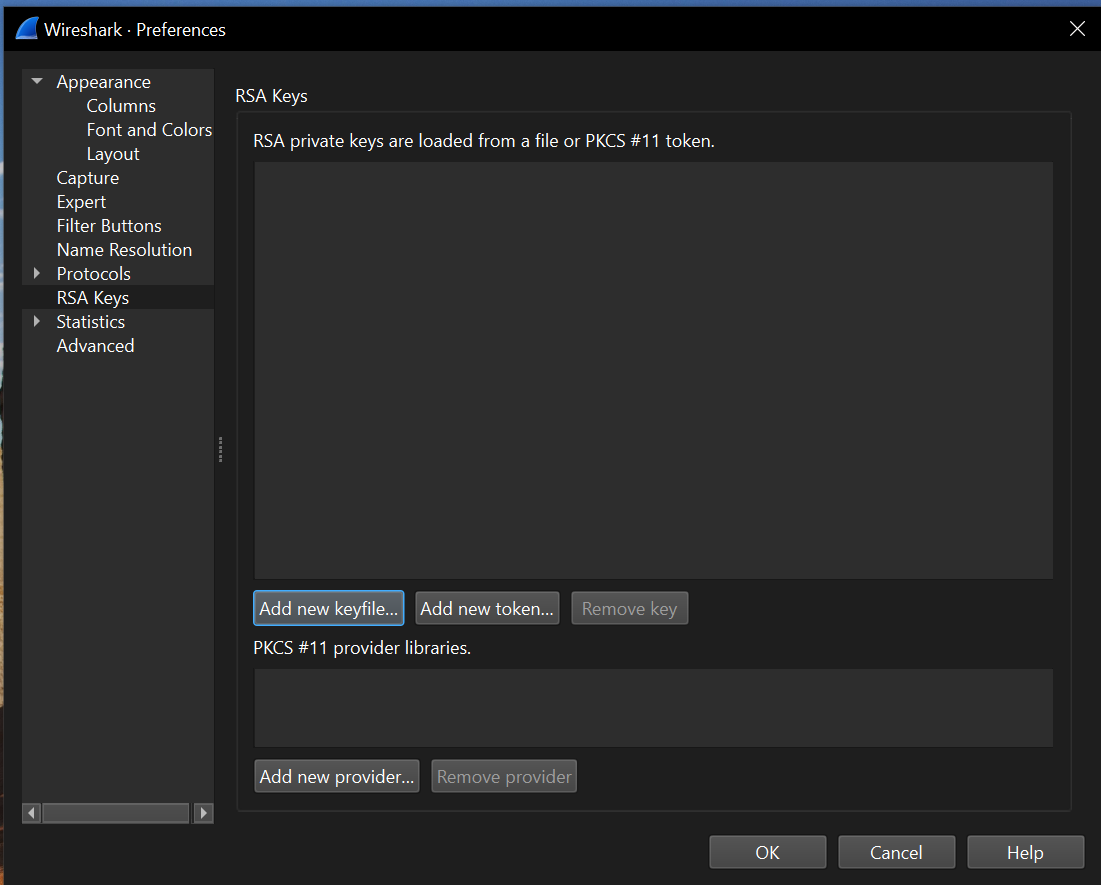 Wireshark · Preferences
Appearance
Columns
Font and Colors
Layout
Capture
Expert
Filter Buttons
Name Resolution
Protocols
RSA Keys
Statistics
Advanced
RSA Keys
RSA private keys are loaded from a file or PKCS #11 token.
Add new keyfile... Add new token... Remove key
PKCS #11 provider libraries.
Add new provider... Remove provider
OK Cancel Help